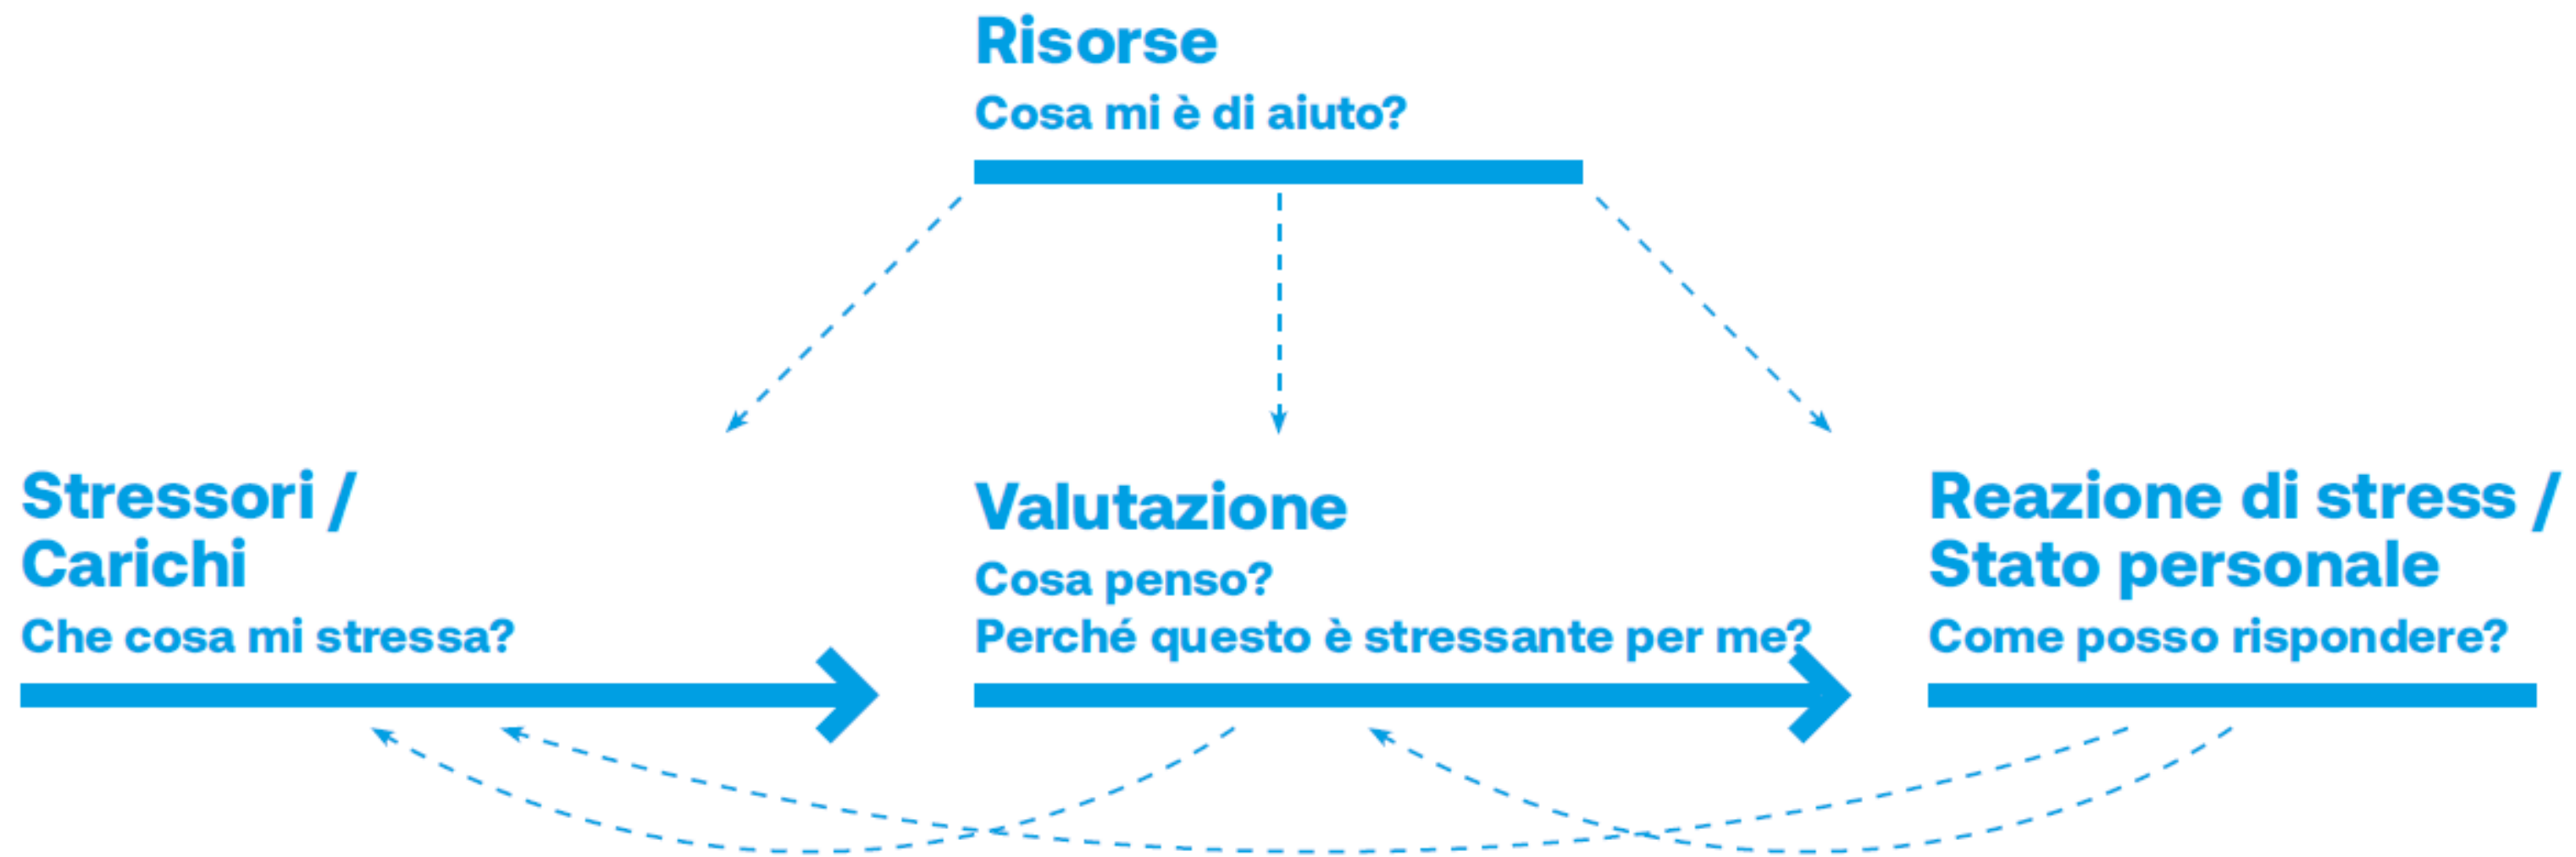 Risorse
Cosa mi è di aiuto?
Stressori /
Carichi
Che cosa mi stressa?
Valutazione
Cosa penso?
Perché questo è stressante per me?
Reazione di stress /
Stato personale
Come posso rispondere?